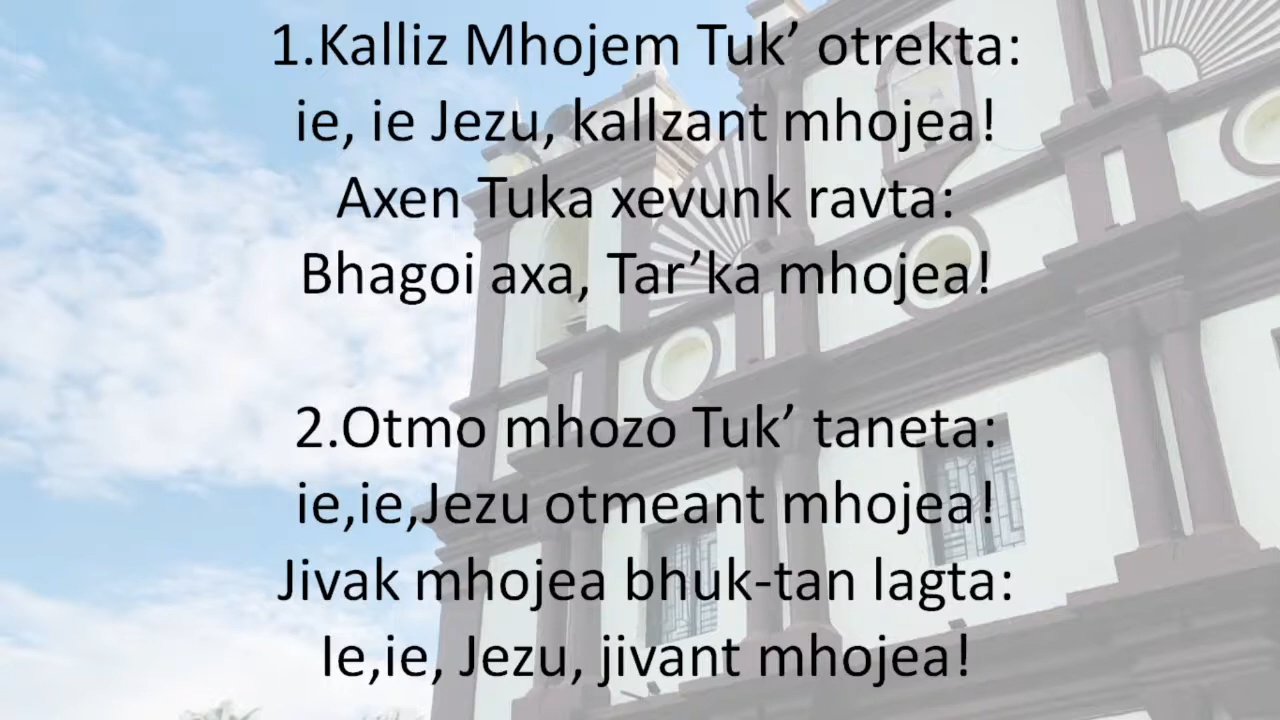 1.Kalliz Mhojem Tuk’ otrekta:
ie, ie Jezu, kallzant mhojea!
Axen Tuka xevunk ravta:
Bhagoi axa, Tar’ka mhojea!
2.Otmo mhozo Tuk’ taneta:
ie,ie,Jezu otmeant mhojea!
Jivak mhojea bhuk-tan lagta:
Ie,ie, Jezu, jivant mhojea!